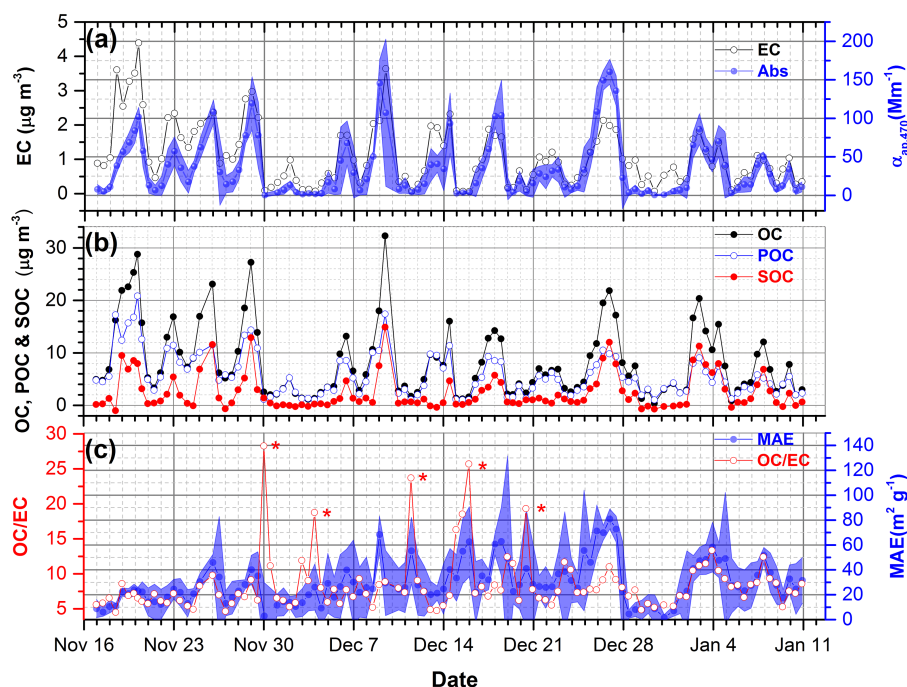 (a)
EC
Abs
5
4
3
2
1
0
EC (μg m-3)
200
150
100
50
0
αap,470(Mm-1)
(b)
OC
POC
SOC
30
20
10
0
OC, POC & SOC (μg m-3)
(c)
MAE
OC/EC
* * * * *
30
25
20
15
10
5
OC/EC
140
120
100
80
60
40
20
0
MAE(m2 g-1)
Nov 16 Nov 23 Nov 30 Dec 7 Dec 14 Dec 21 Dec 28 Jan 4 Jan 11
Date